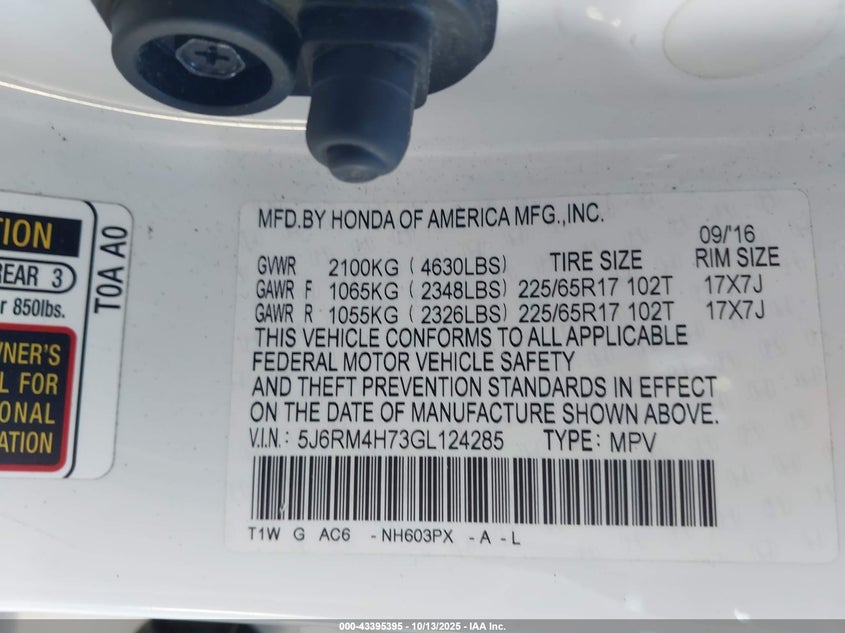 TION
REAR 3
r 850lbs.
WNER'S
L FOR
IONAL
ATION
T0A A0
MFD.BY HONDA OF AMERICA MFG.,INC.
09/'16
GVWR 2100KG ( 4630LBS) TIRE SIZE RIM SIZE
GAWR F 1065KG ( 2348LBS) 225/65R17 102T 17X7J
GAWR R 1055KG ( 2326LBS) 225/65R17 102T 17X7J
THIS VEHICLE CONFORMS TO ALL APPLICABLE
FEDERAL MOTOR VEHICLE SAFETY
AND THEFT PREVENTION STANDARDS IN EFFECT
ON THE DATE OF MANUFACTURE SHOWN ABOVE.
V.I.N.: 5J6RM4H73GL124285 TYPE: MPV
T1W G AC6 -NH603PX -A -L
000-43395395 | 10/13/2025 | IAA Inc.